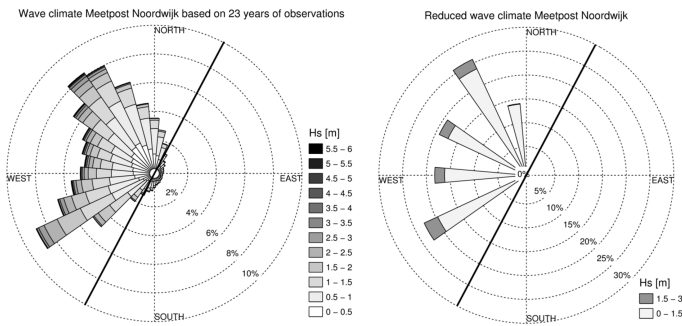 Wave climate Meetpost Noordwijk based on 23 years of observations
NORTH
WEST
EAST
SOUTH
2%
4%
6%
8%
10%
Hs [m]
5.5 − 6
5 − 5.5
4.5 − 5
4 − 4.5
3.5 − 4
3 − 3.5
2.5 − 3
2 − 2.5
1.5 − 2
1 − 1.5
0.5 − 1
0 − 0.5
Reduced wave climate Meetpost Noordwijk
NORTH
WEST
EAST
SOUTH
0%
5%
10%
15%
20%
25%
30%
Hs [m]
1.5 − 3
0 − 1.5